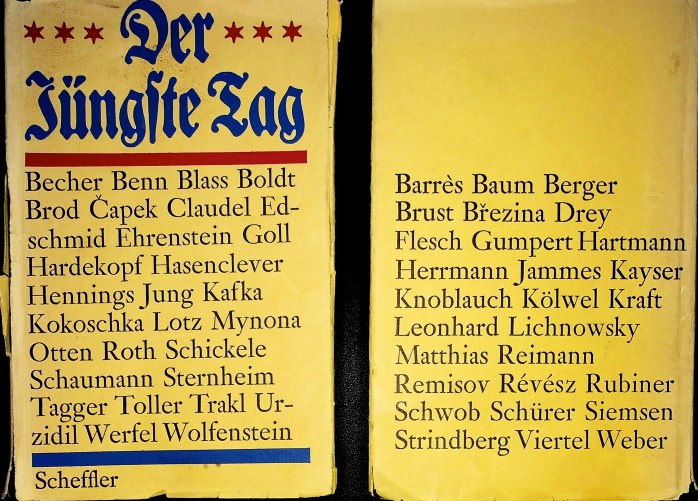 Der
Jüngste Tag
Becher Benn Blass Boldt
Brod Čapek Claudel Ed-
schmid Ehrenstein Goll
Hardekopf Hasenclever
Hennings Jung Kafka
Kokoschka Lotz Mynona
Otten Roth Schickele
Schaumann Sternheim
Tagger Toller Trakl Ur-
zidil Werfel Wolfenstein
Scheffler
Barrès Baum Berger
Brust Březina Drey
Flesch Gumpert Hartmann
Herrmann Jammes Kayser
Knoblauch Kölwel Kraft
Leonhard Lichnowsky
Matthias Reimann
Remisov Révész Rubiner
Schwob Schürer Siemsen
Strindberg Viertel Weber